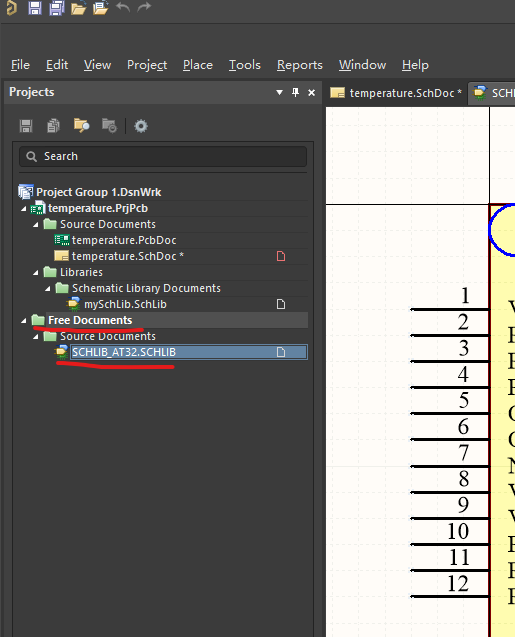 File Edit View Project Place Tools Reports Window Help
Projects
temperature.SchDoc *
SCHL
Search
Project Group 1.DsnWrk
temperature.PrjPcb
Source Documents
temperature.PcbDoc
temperature.SchDoc *
Libraries
Schematic Library Documents
mySchLib.SchLib
Free Documents
Source Documents
SCHLIB_AT32.SCHLIB
1
2
3
4
5
6
7
8
9
10
11
12